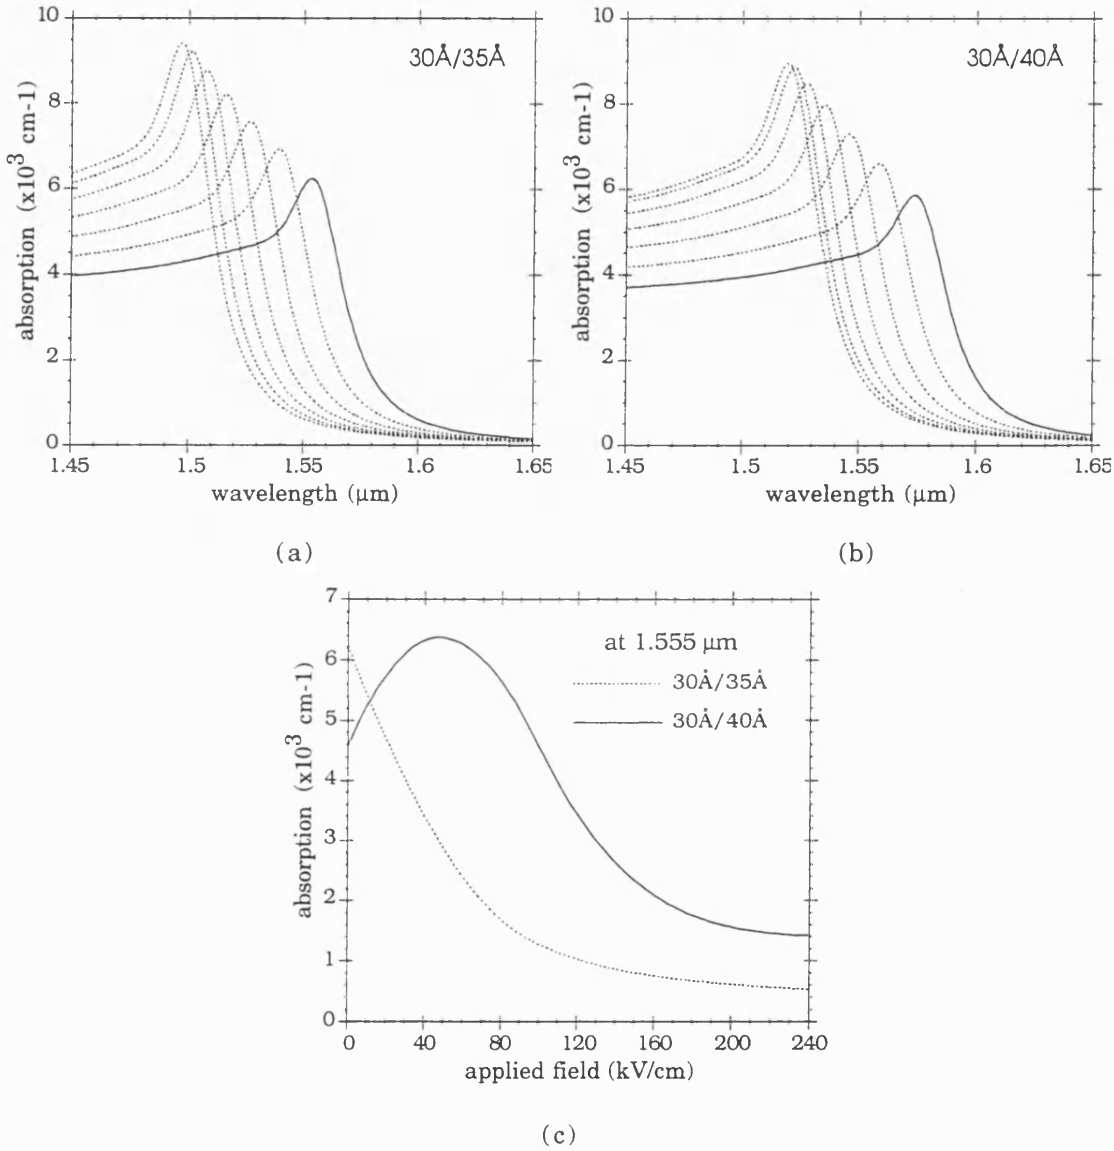 30Å/35Å
absorption (x10³ cm-1)
10
8
6
4
2
0
1.45
1.5
1.55
1.6
1.65
wavelength (µm)
(a)
30Å/40Å
absorption (x10³ cm-1)
10
8
6
4
2
0
1.45
1.5
1.55
1.6
1.65
wavelength (µm)
(b)
at 1.555 µm
30Å/35Å
30Å/40Å
absorption (x10³ cm-1)
7
6
5
4
3
2
1
0
0
40
80
120
160
200
240
applied field (kV/cm)
(c)